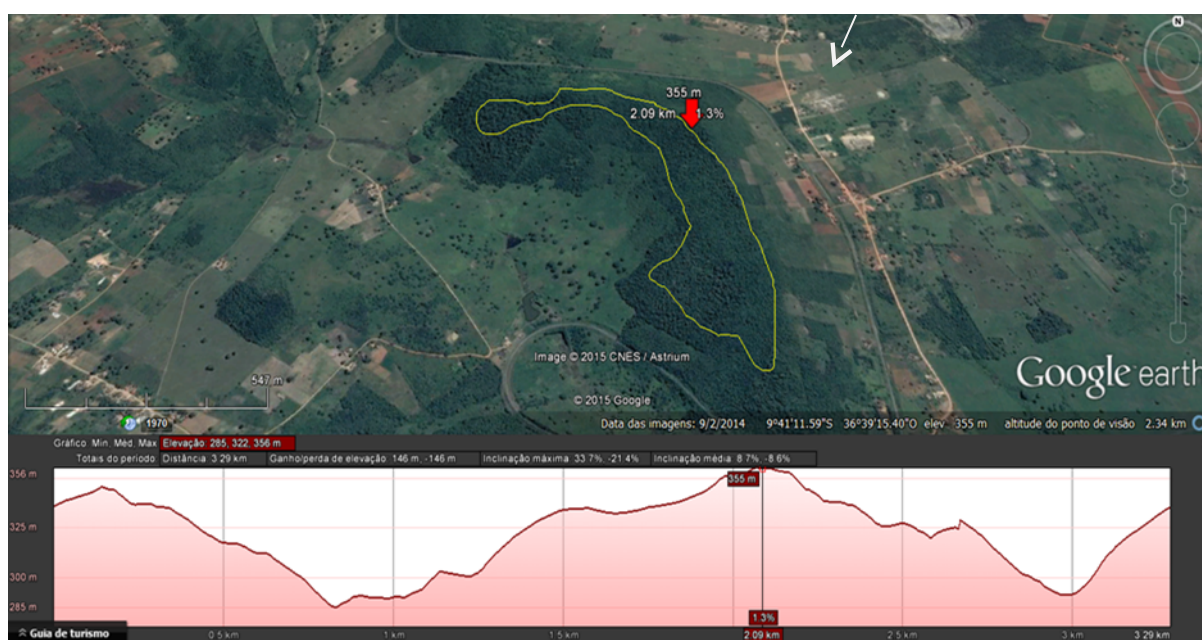 N
355 m
2.09 km 1.3%
547 m
Image © 2015 CNES / Astrium
© 2015 Google
Google earth
1970
Data das imagens: 9/2/2014 9°41'11.59"S 36°39'15.40"O elev 355 m altitude do ponto de visão 2.34 km
Gráfico Min, Méd, Max Elevação: 285, 322, 356 m
Totais do período Distância 3.29 km Ganho/perda de elevação: 146 m, -146 m Inclinação máxima 33.7%, -21.4% Inclinação média 8.7%, -8.6%
356 m
355 m
325 m
300 m
285 m
1.3%
Guia de turismo 0.5 km 1 km 1.5 km 2.09 km 2.5 km 3 km 3.29 km